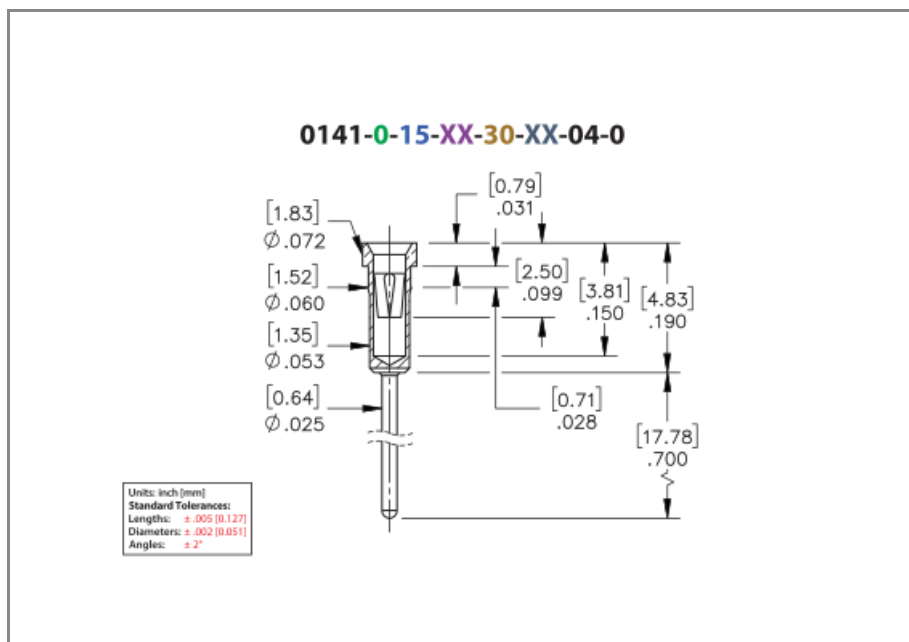 0141-0-15-XX-30-XX-04-0
[0.79]
.031
[1.83]
Ø.072
[1.52]
Ø.060
[2.50]
.099
[3.81]
.150
[4.83]
.190
[1.35]
Ø.053
[0.64]
Ø.025
[0.71]
.028
[17.78]
.700
Units: inch [mm]
Standard Tolerances:
Lengths: ± .005 [0.127]
Diameters: ± .002 [0.051]
Angles: ± 2°